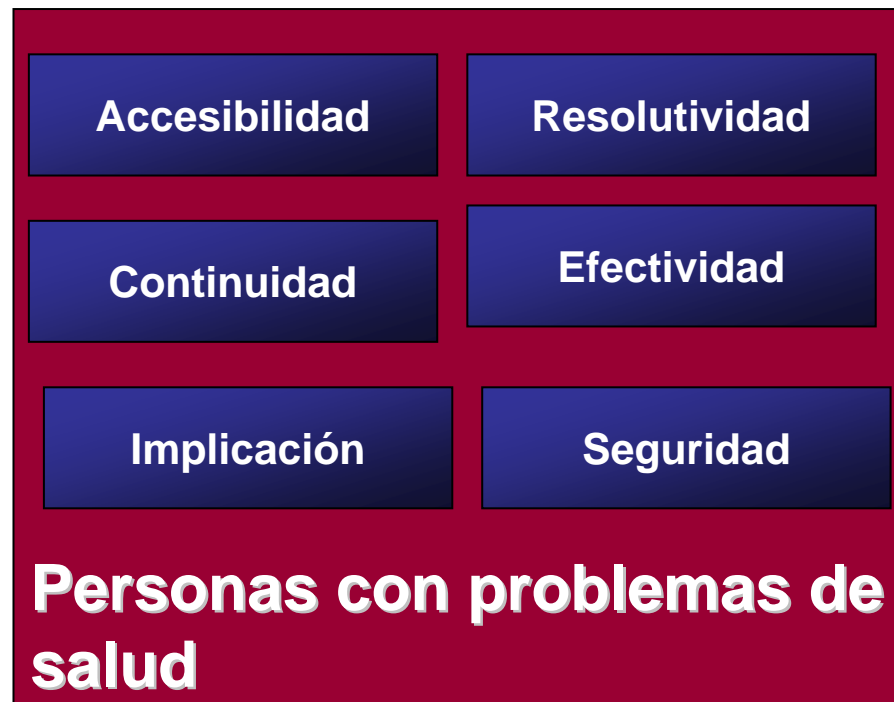 Accesibilidad
Resolutividad
Continuidad
Efectividad
Implicación
Seguridad
Personas con problemas de
salud